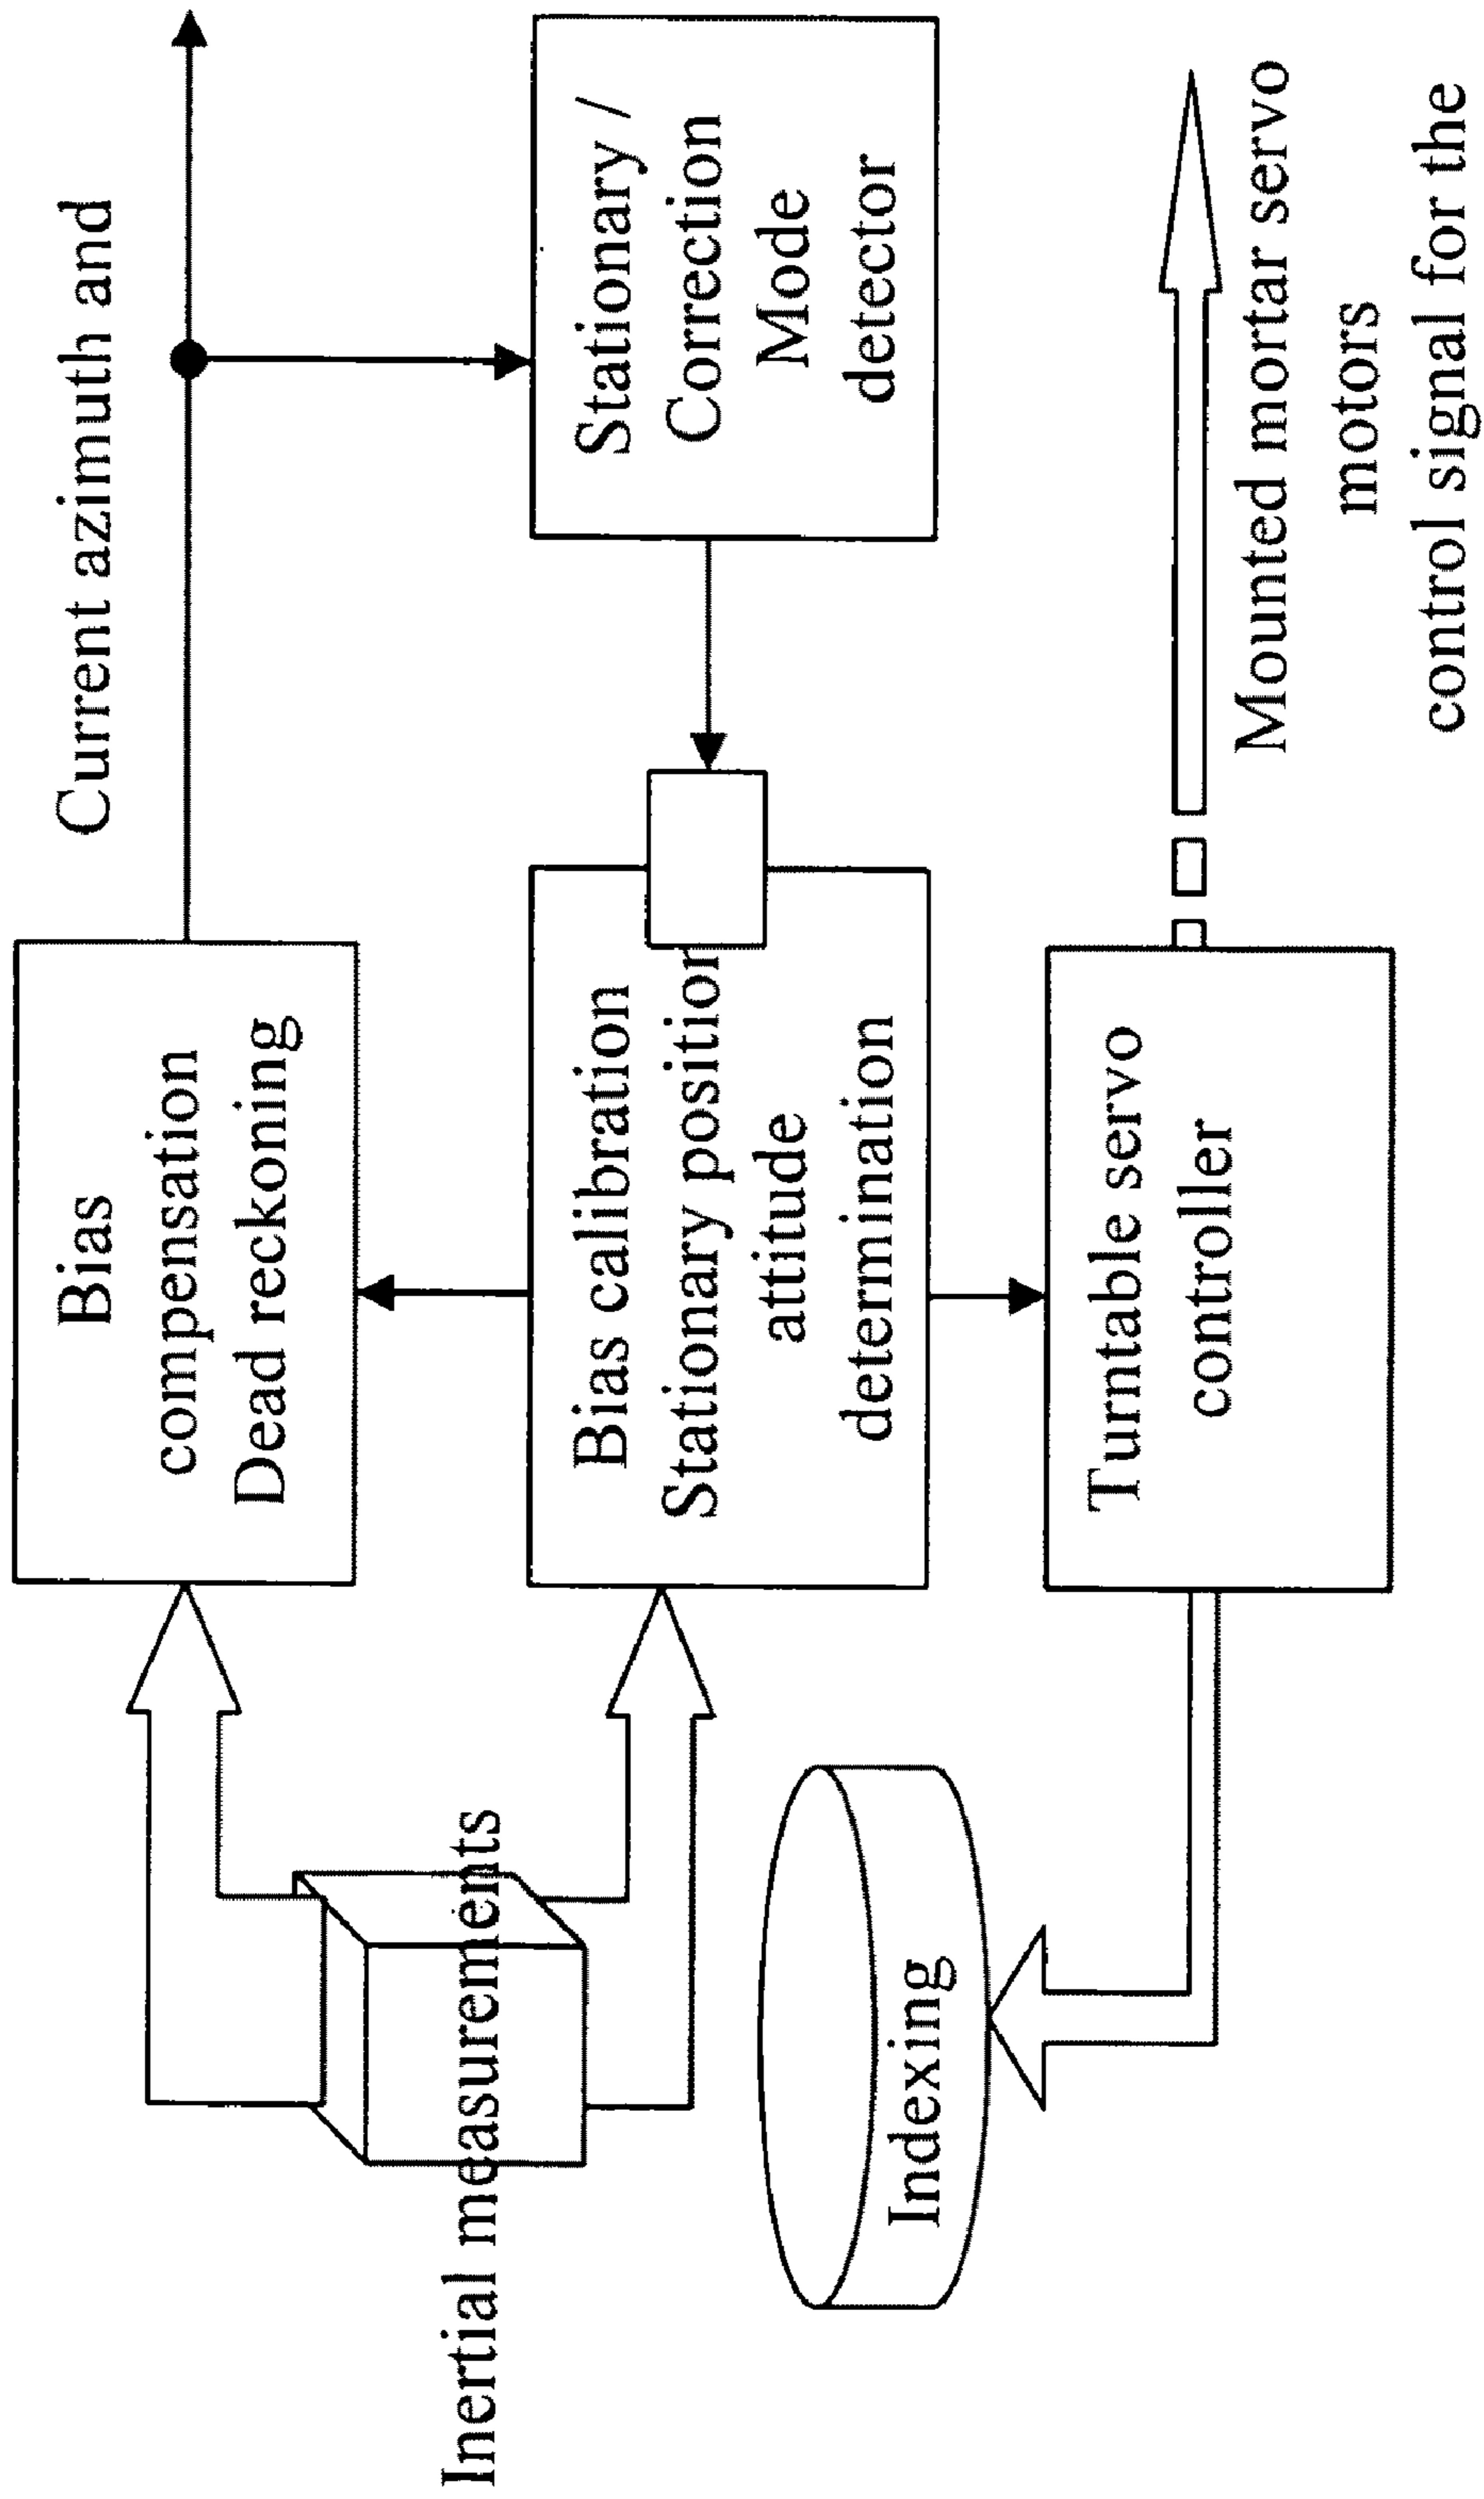 Current azimuth and
Bias
compensation
Dead reckoning
Inertial measurements
Bias calibration
Stationary position
attitude
determination
Stationary /
Correction
Mode
detector
Indexing
Turntable servo
controller
Mounted mortar servo
motors
control signal for the